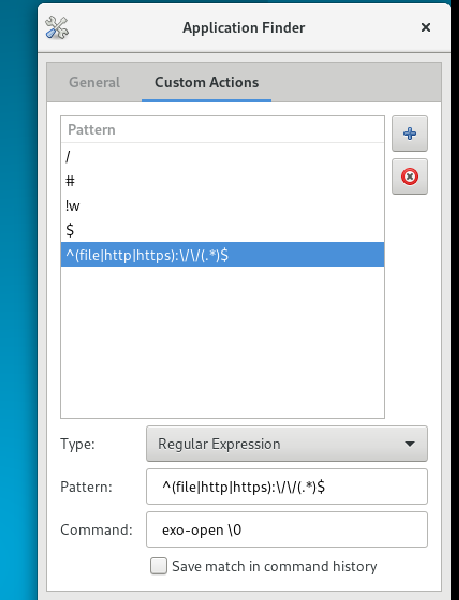 Application Finder
General Custom Actions
Pattern
/
#
!w
$
^(file|http|https):\/\/(.*)$
Type: Regular Expression
Pattern: ^(file|http|https):\/\/(.*)$
Command: exo-open \0
Save match in command history